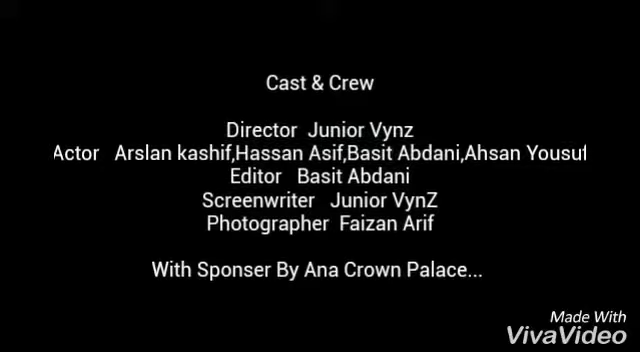 Cast & Crew
Director Junior Vynz
Actor Arslan kashif,Hassan Asif,Basit Abdani,Ahsan Yousuf
Editor Basit Abdani
Screenwriter Junior VynZ
Photographer Faizan Arif
With Sponser By Ana Crown Palace...
Made With
VivaVideo